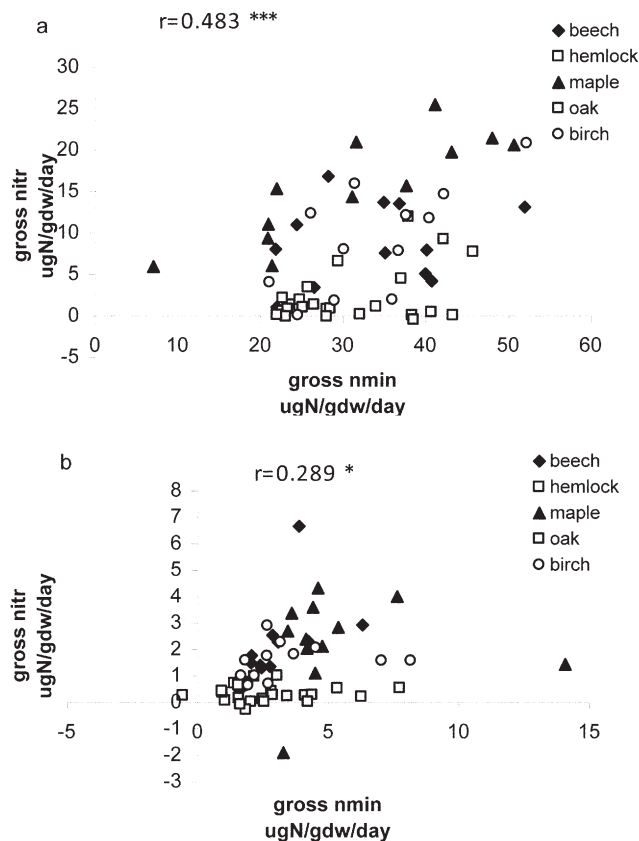 a
r=0.483 ***
beech
hemlock
maple
oak
birch
30
25
20
15
10
5
0
-5
0 10 20 30 40 50 60
gross nitr
ugN/gdw/day
gross nmin
ugN/gdw/day
b
r=0.289 *
beech
hemlock
maple
oak
birch
8
7
6
5
4
3
2
1
0
-1
-2
-3
-5 0 5 10 15
gross nitr
ugN/gdw/day
gross nmin
ugN/gdw/day